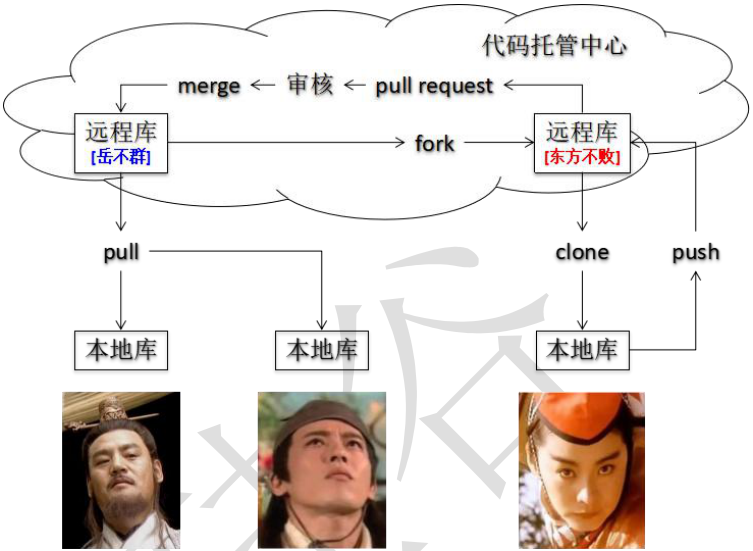 代码托管中心
merge
审核
pull request
远程库
[岳不群]
fork
远程库
[东方不败]
pull
clone
push
本地库
本地库
本地库